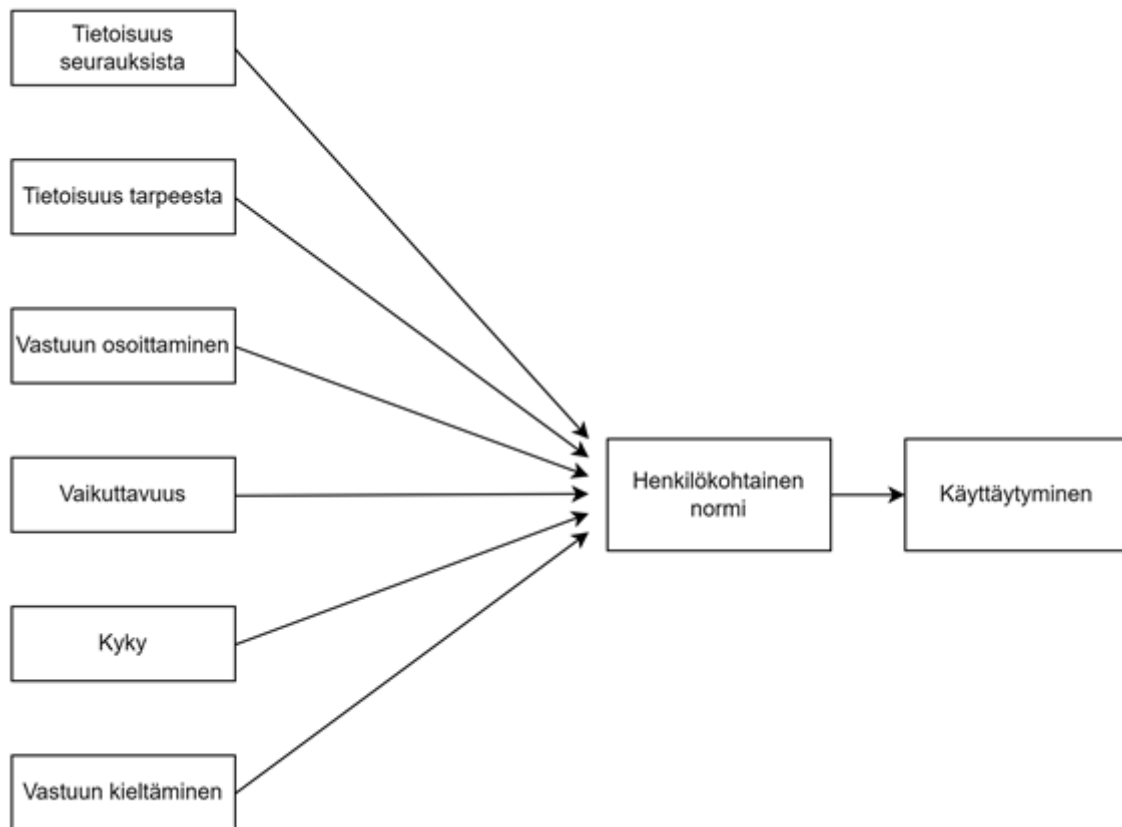 Tietoisuus
seurauksista
Tietoisuus tarpeesta
Vastuun osoittaminen
Vaikuttavuus
Kyky
Vastuun kieltäminen
Henkilökohtainen
normi
Käyttäytyminen